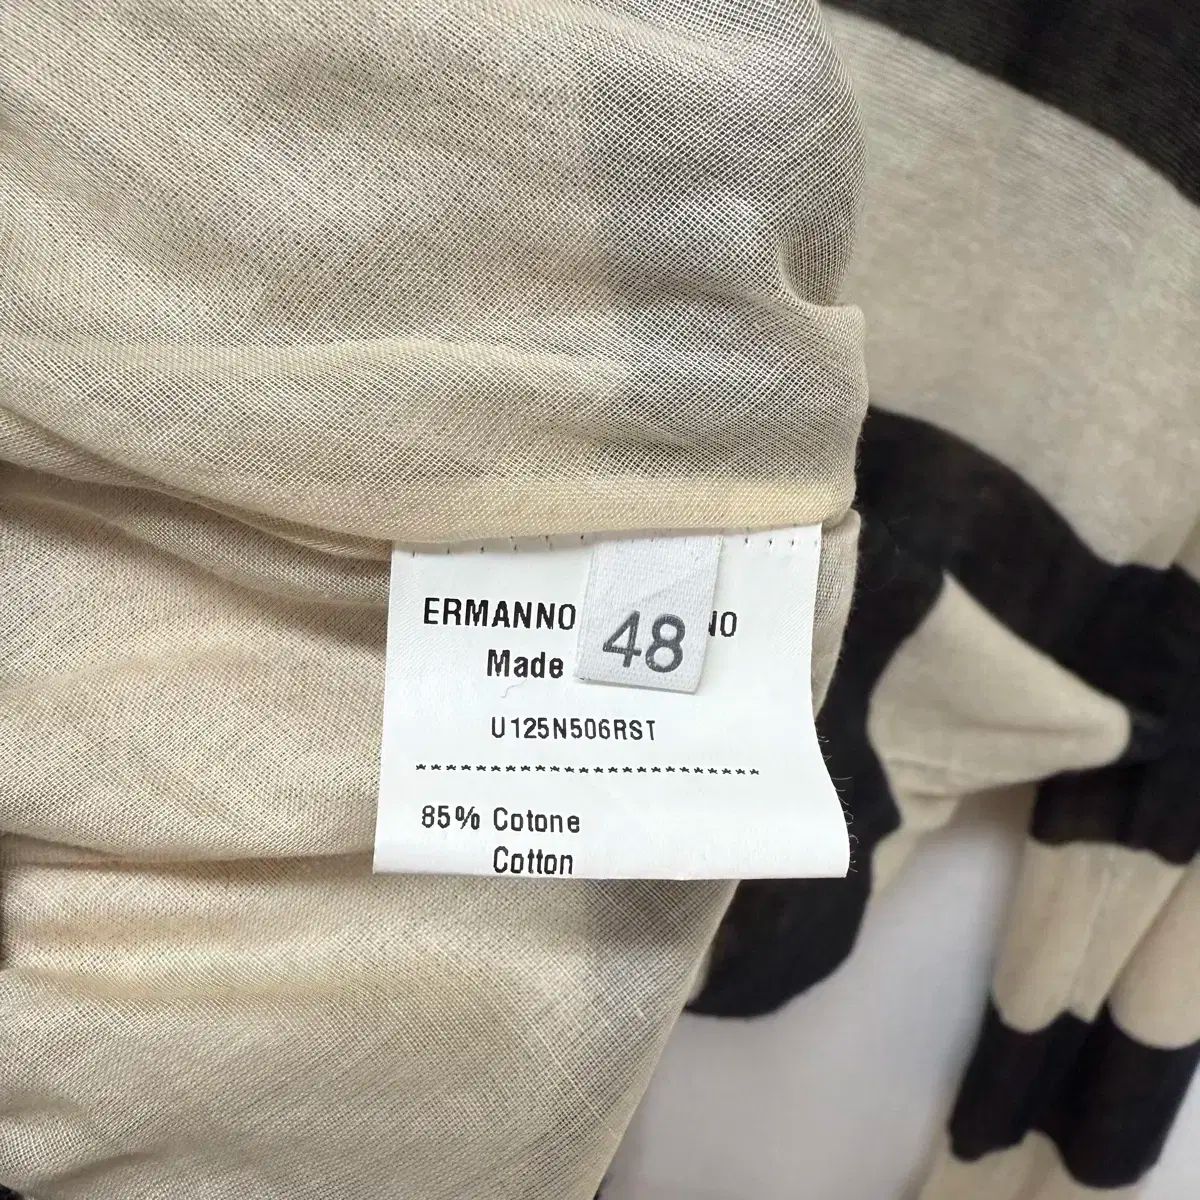 ERMANNO NO
48
Made
U125N506RST
***********************
85% Cotone
Cotton